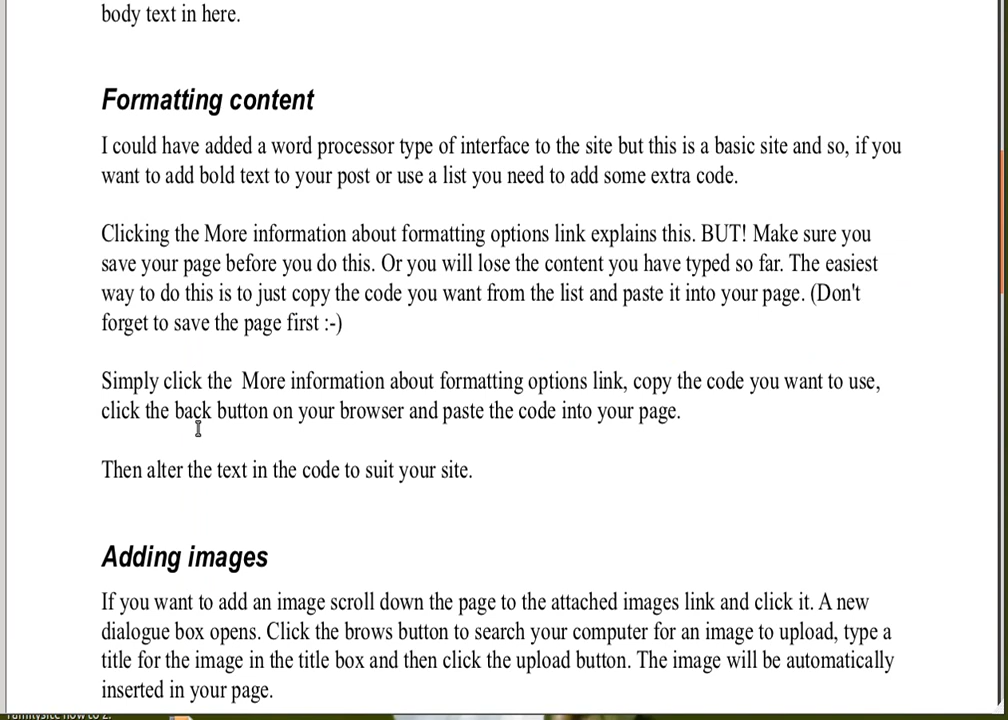 body text in here.
Formatting content
I could have added a word processor type of interface to the site but this is a basic site and so, if you
want to add bold text to your post or use a list you need to add some extra code.
Clicking the More information about formatting options link explains this. BUT! Make sure you
save your page before you do this. Or you will lose the content you have typed so far. The easiest
way to do this is to just copy the code you want from the list and paste it into your page. (Don't
forget to save the page first :-)
Simply click the  More information about formatting options link, copy the code you want to use,
click the back button on your browser and paste the code into your page.
Then alter the text in the code to suit your site.
Adding images
If you want to add an image scroll down the page to the attached images link and click it. A new
dialogue box opens. Click the brows button to search your computer for an image to upload, type a
title for the image in the title box and then click the upload button. The image will be automatically
inserted in your page.